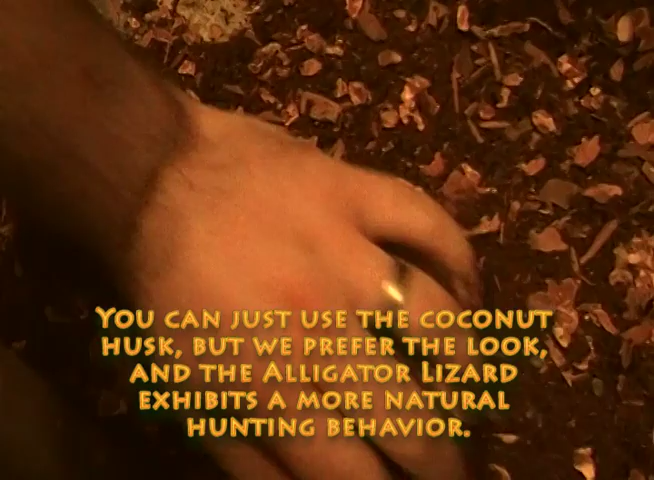 You can just use the coconut
husk, but we prefer the look,
and the Alligator Lizard
exhibits a more natural
hunting behavior.